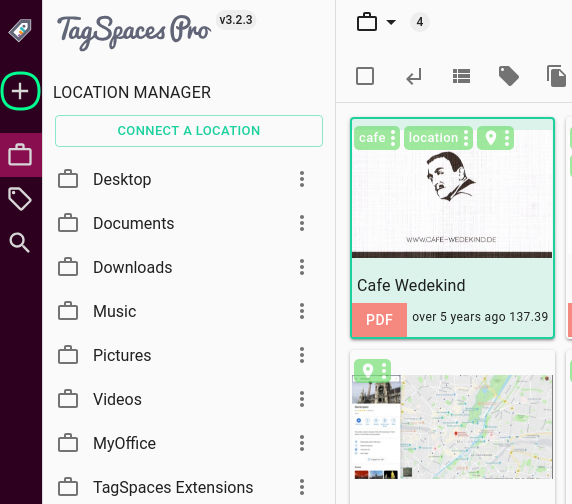 TagSpaces Pro
v3.2.3
4
LOCATION MANAGER
CONNECT A LOCATION
Desktop
Documents
Downloads
Music
Pictures
Videos
MyOffice
TagSpaces Extensions
cafe
location
WWW.CAFE-WEDEKIND.DE
Cafe Wedekind
PDF
over 5 years ago 137.39